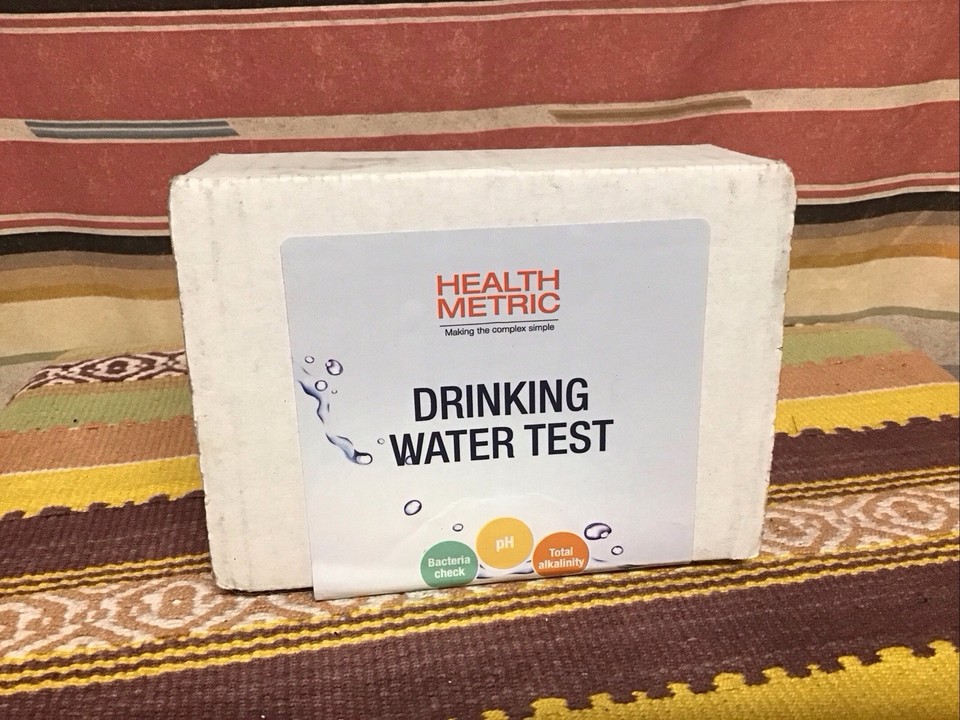 HEALTH
METRIC
Making the complex simple
DRINKING
WATER TEST
Bacteria
check
pH
Total
alkalinity